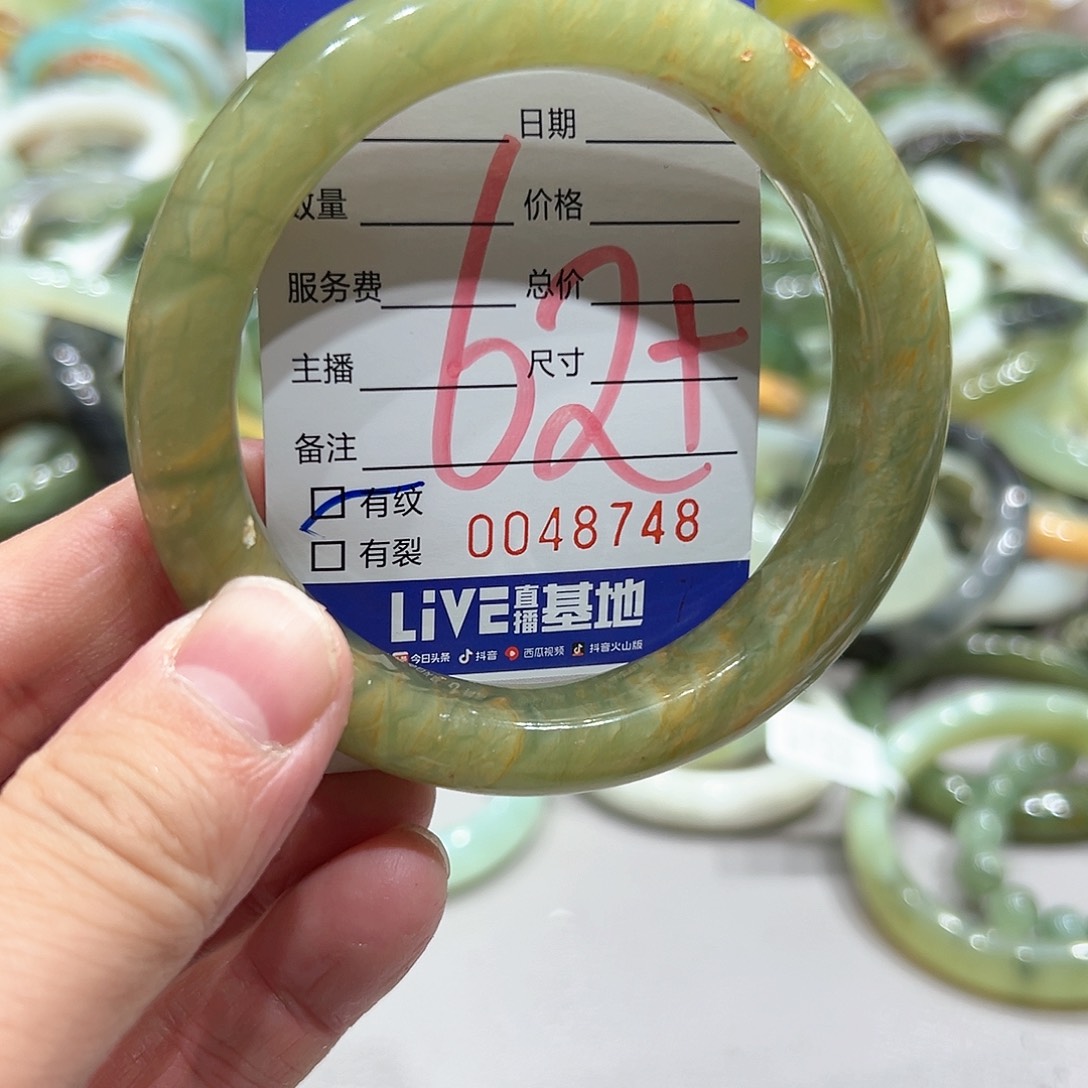 日期
数量 价格
服务费 总价
主播 尺寸
62+
备注
有纹
有裂
0048748
LiVE直播基地
今日头条 抖音 西瓜视频 抖音火山版